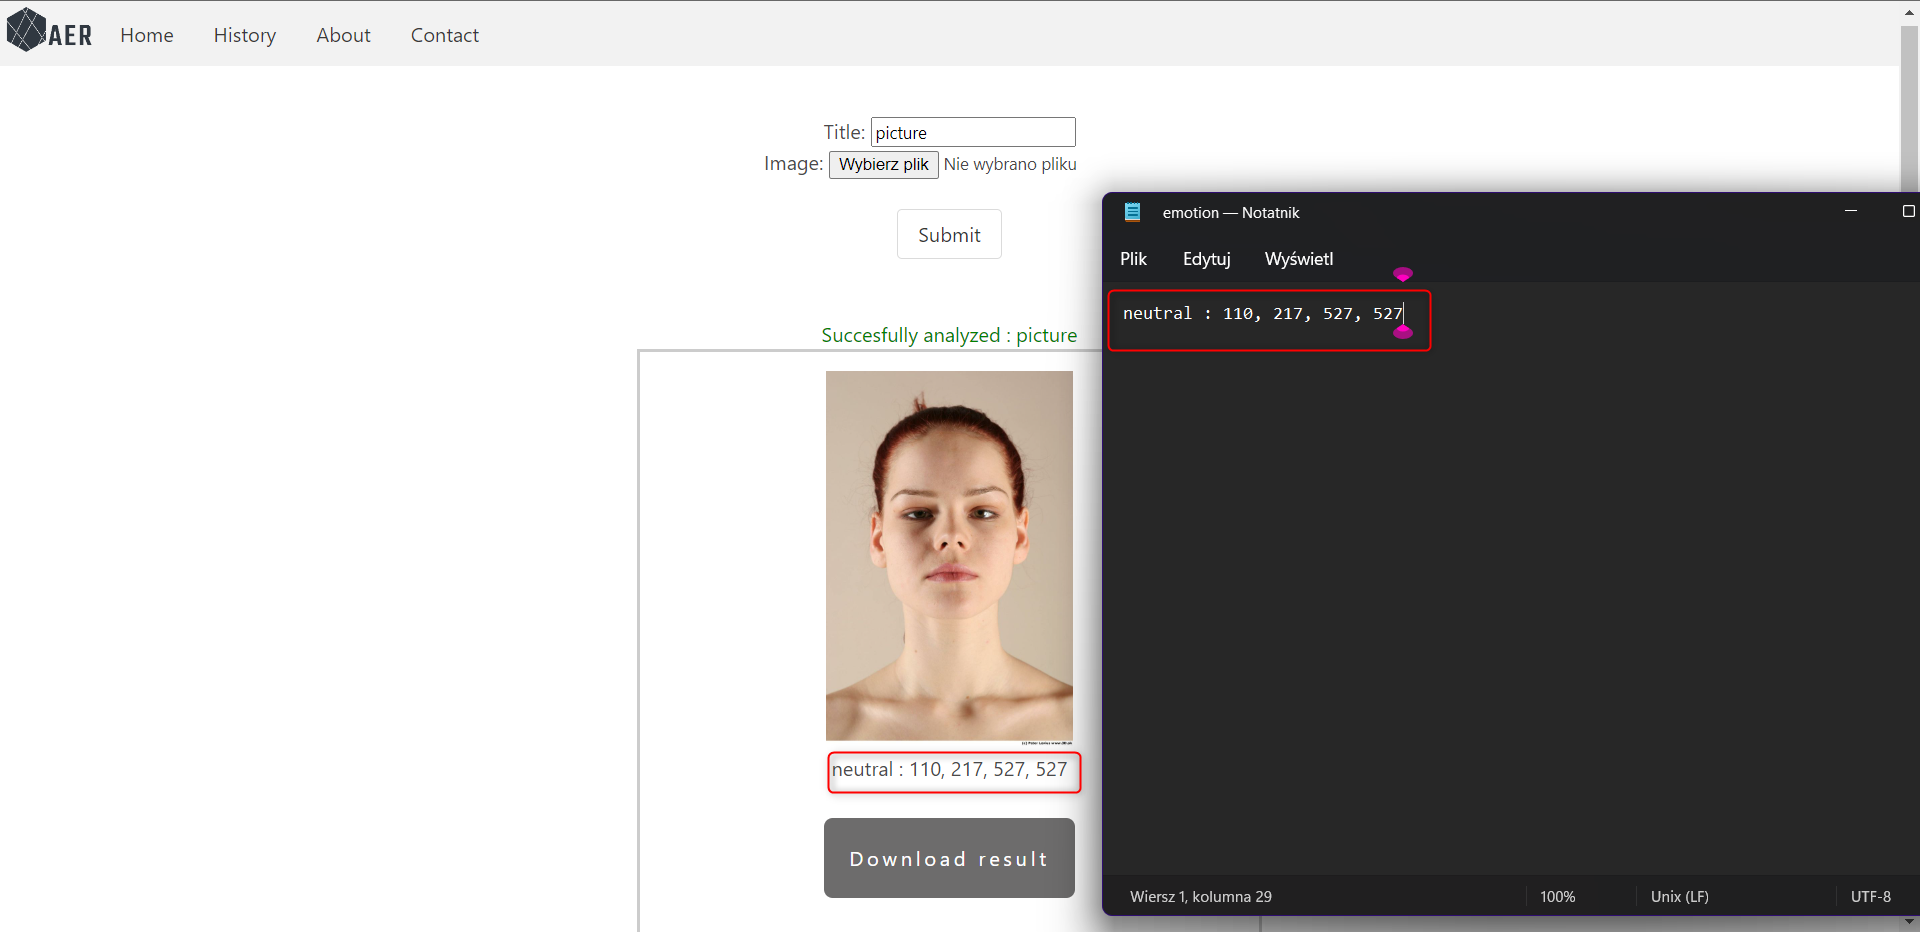 AER Home History About Contact
Title: picture
Image: Wybierz plik Nie wybrano pliku
Submit
Succesfully analyzed : picture
neutral : 110, 217, 527, 527
Download result
emotion — Notatnik
Plik Edytuj Wyświetl
neutral : 110, 217, 527, 527
Wiersz 1, kolumna 29 100% Unix (LF) UTF-8